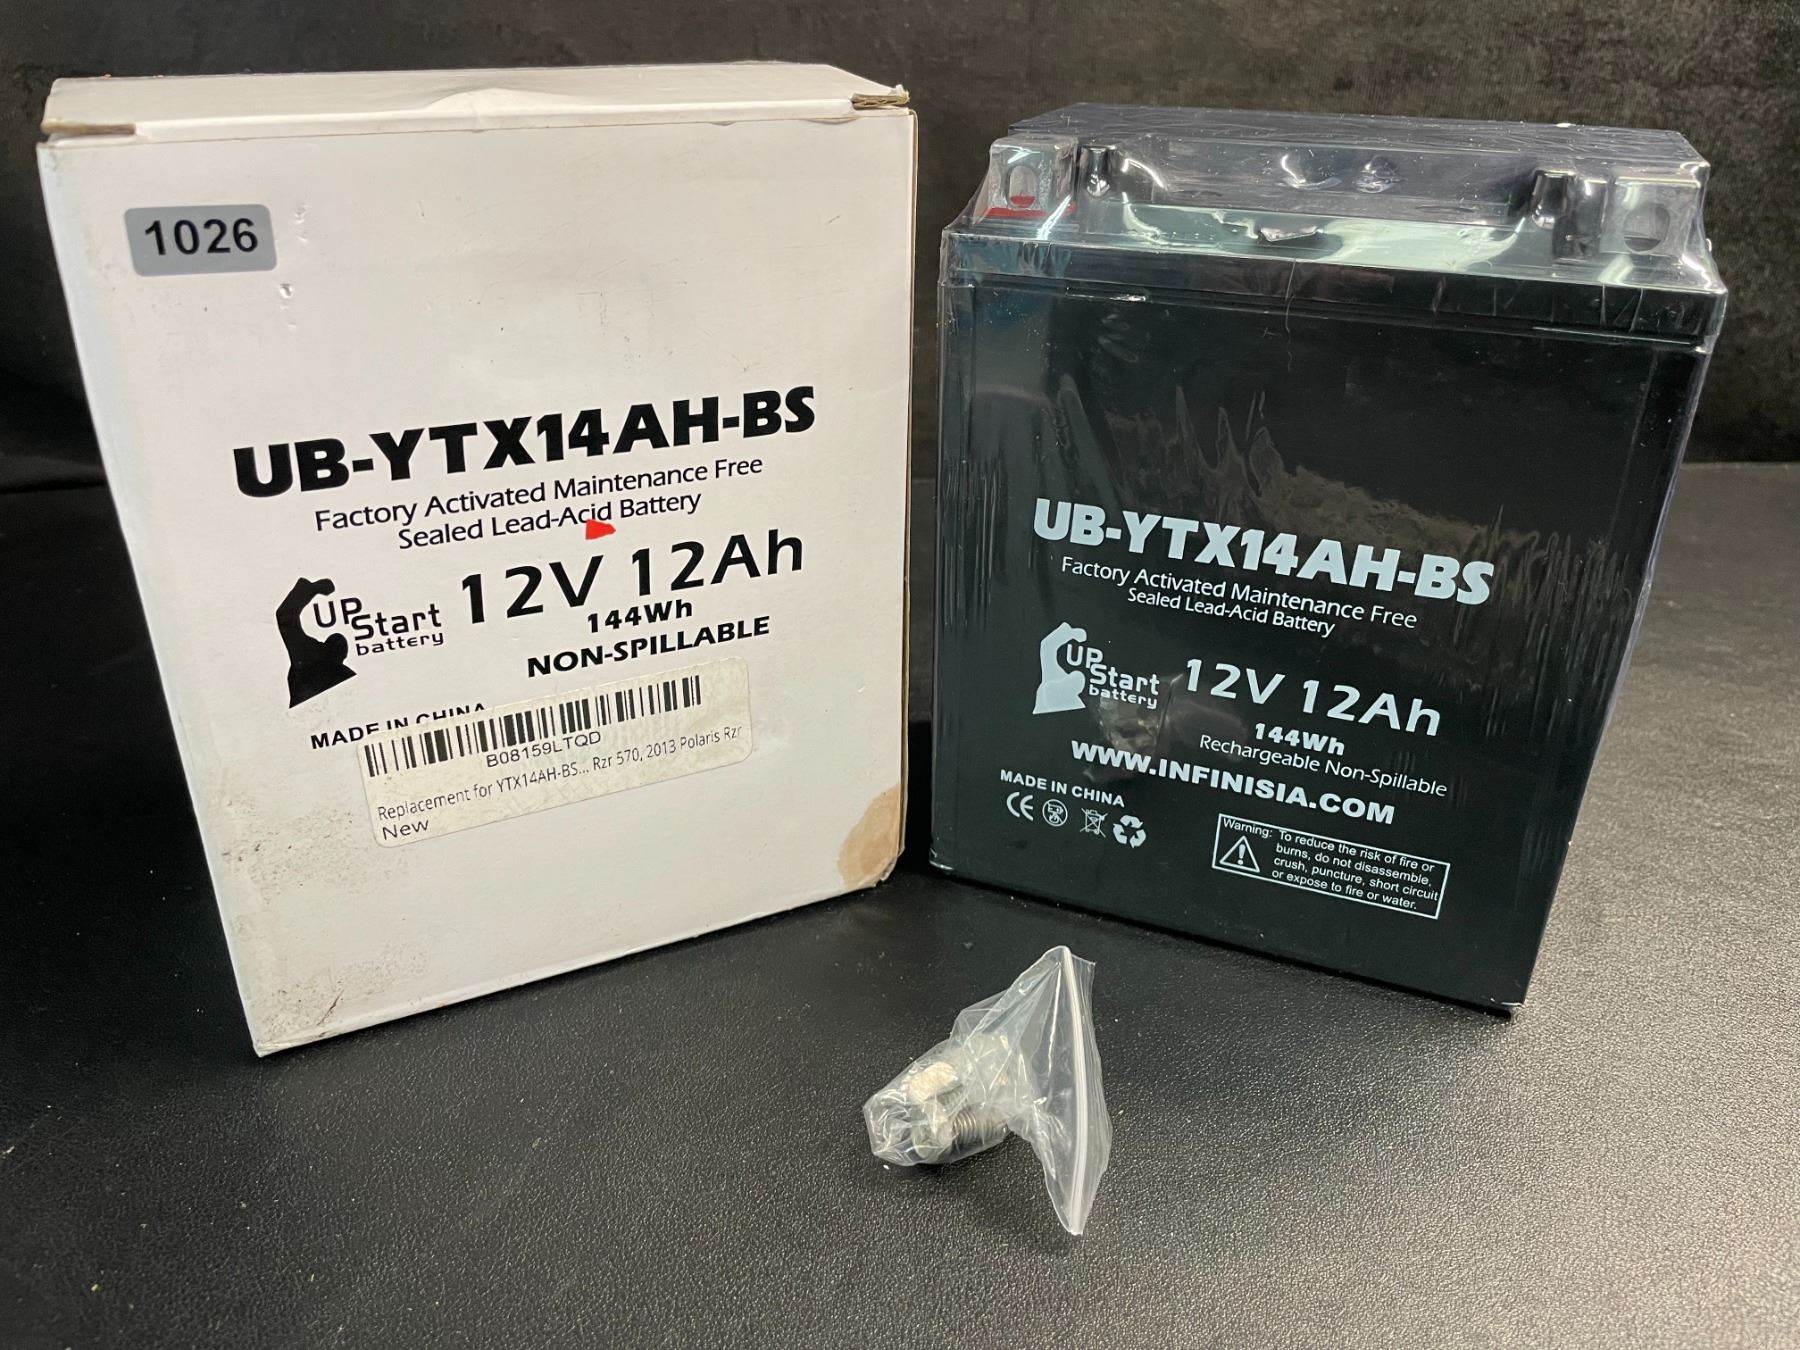 1026
UB-YTX14AH-BS
Factory Activated Maintenance Free
Sealed Lead-Acid Battery
UPStart
battery
12V 12Ah
144Wh
NON-SPILLABLE
MADE IN CHINA
B08159LTQD
Replacement for YTX14AH-BS... Rzr 570, 2013 Polaris Rzr
New
UB-YTX14AH-BS
Factory Activated Maintenance Free
Sealed Lead-Acid Battery
UPStart
battery
12V 12Ah
144Wh
Rechargeable Non-Spillable
WWW.INFINISIA.COM
MADE IN CHINA
CE
Warning: To reduce the risk of fire or
burns, do not disassemble,
crush, puncture, short circuit
or expose to fire or water.